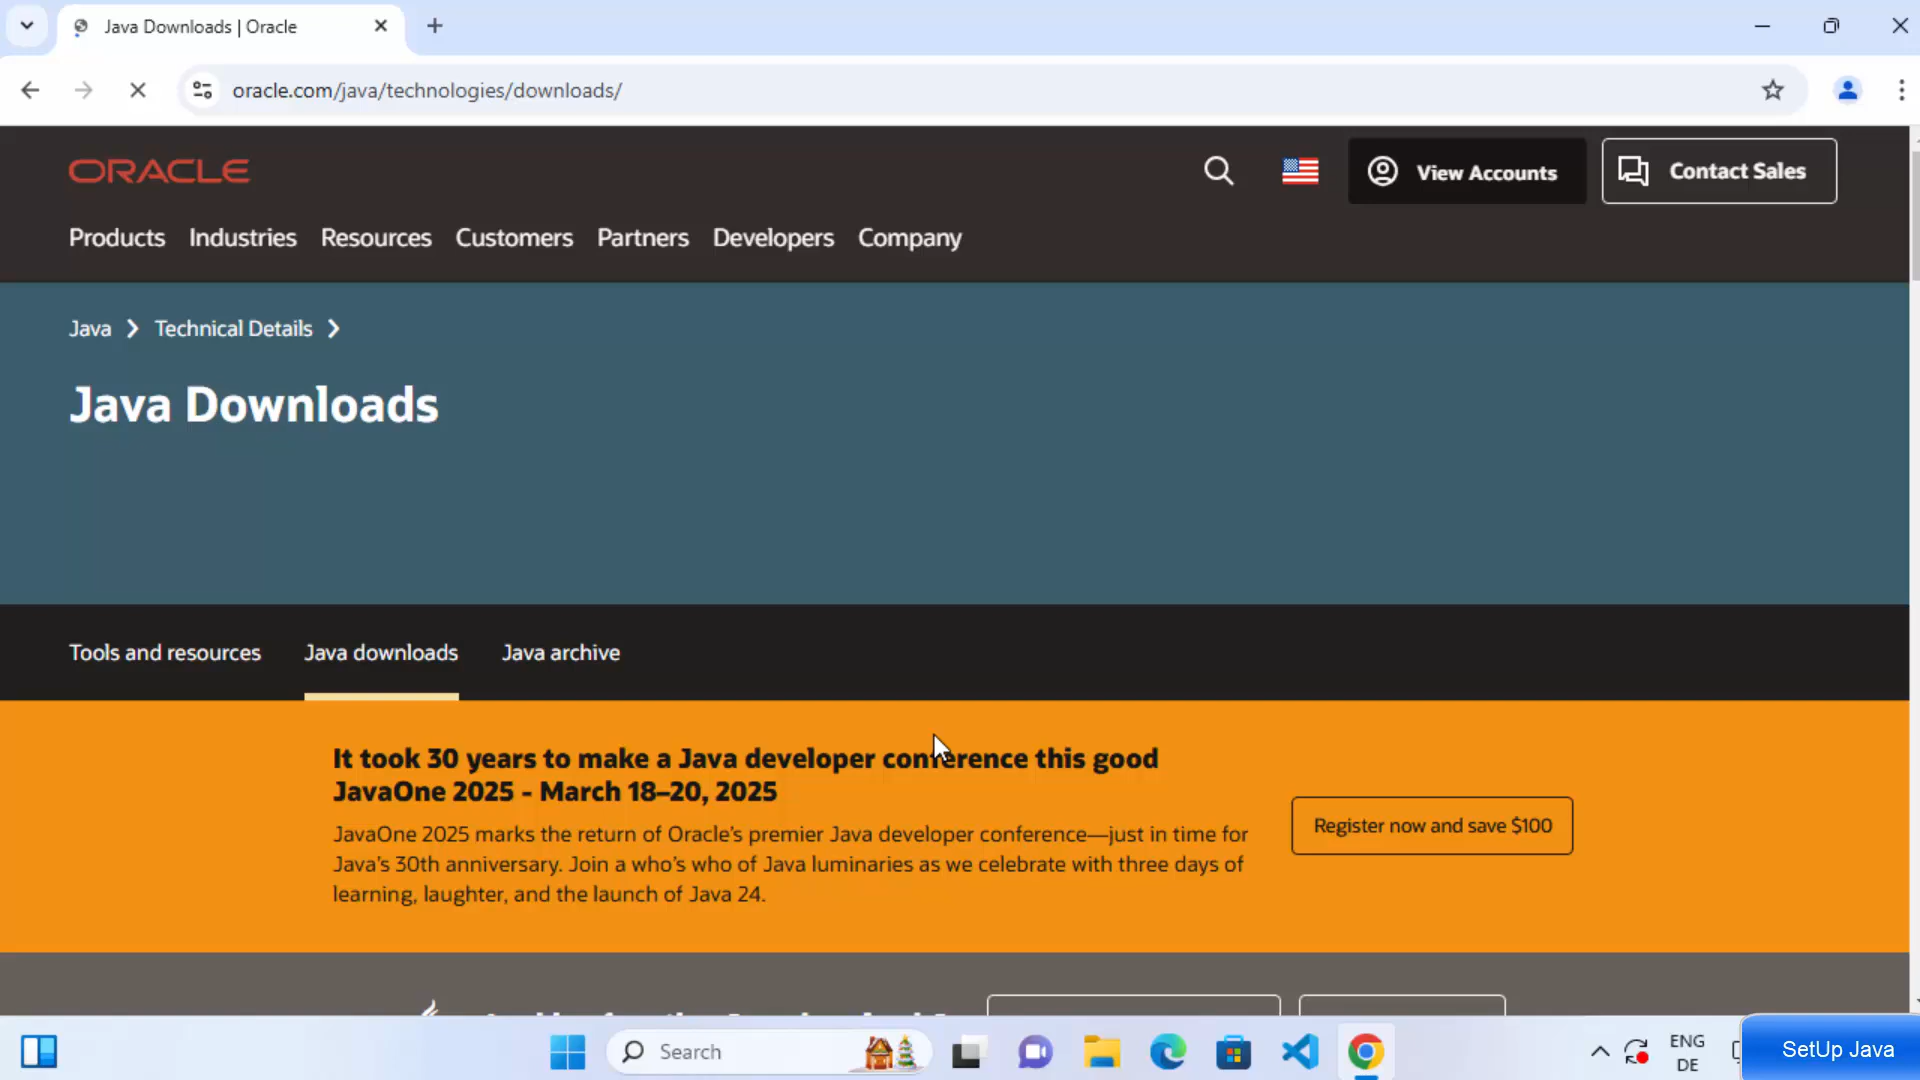 Java Downloads | Oracle
oracle.com/java/technologies/downloads/
ORACLE
View Accounts
Contact Sales
Products Industries Resources Customers Partners Developers Company
Java Technical Details
Java Downloads
Tools and resources Java downloads Java archive
It took 30 years to make a Java developer conference this good
JavaOne 2025 - March 18–20, 2025
JavaOne 2025 marks the return of Oracle's premier Java developer conference—just in time for
Java's 30th anniversary. Join a who's who of Java luminaries as we celebrate with three days of
learning, laughter, and the launch of Java 24.
Register now and save $100
Search
ENG
DE
SetUp Java